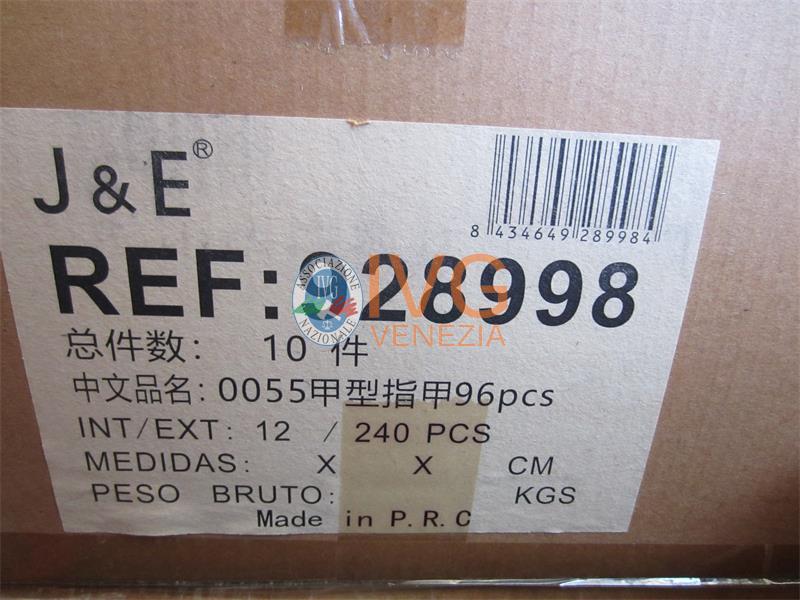 J&E®
8 434649 289984
REF:
ASSOCIAZIONE
IVG
NAZIONALE
IVG
VENEZIA
总件数: 10 件
中文品名: 0055甲型指甲96pcs
INT/EXT: 12 / 240 PCS
MEDIDAS: X X CM
PESO BRUTO: KGS
Made in P.R.C